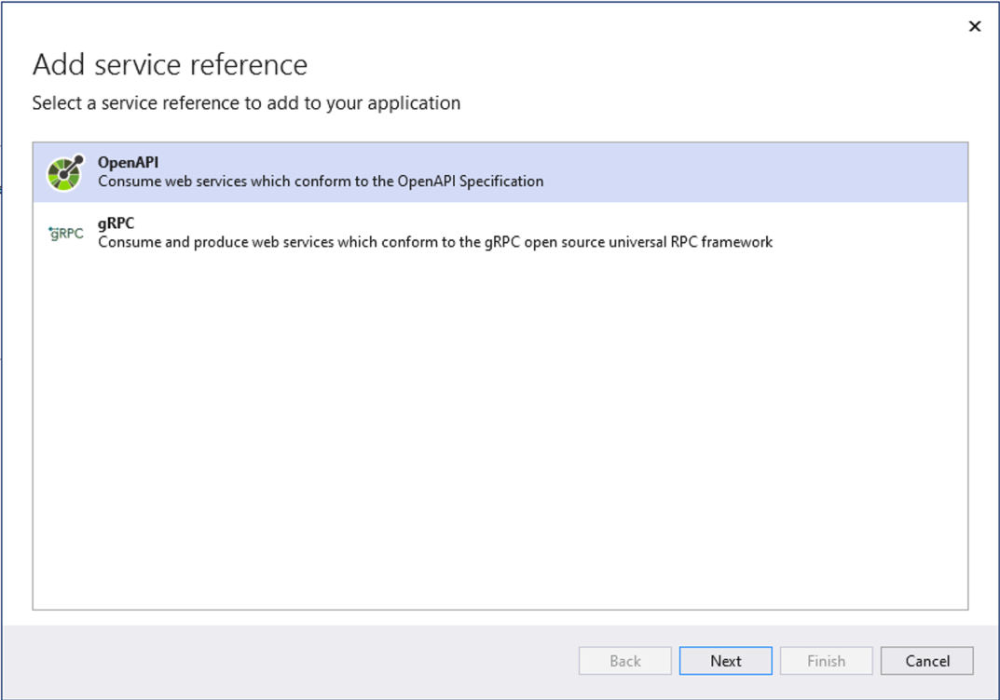 Add service reference
Select a service reference to add to your application
OpenAPI
Consume web services which conform to the OpenAPI Specification
gRPC
gRPC
Consume and produce web services which conform to the gRPC open source universal RPC framework
Back
Next
Finish
Cancel